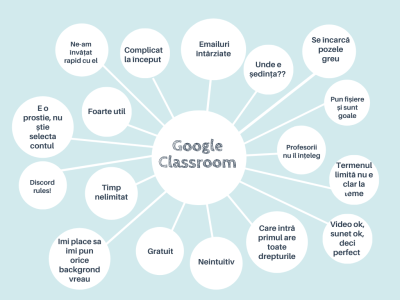 Ne-am
învățat
rapid cu el
Complicat
la început
Emailuri
întârziate
Unde e
ședința??
Se încarcă
pozele
greu
Pun fișiere
și sunt
goale
Profesorii
nu îl înțeleg
Termenul
limită nu e
clar la
teme
Video ok,
sunet ok,
deci
perfect
Care intră
primul are
toate
drepturile
Neintuitiv
Gratuit
Imi place sa
imi pun
orice
backgrond
vreau
Timp
nelimitat
Discord
rules!
E o
prostie, nu
știe
selecta
contul
Foarte util
Google
Classroom